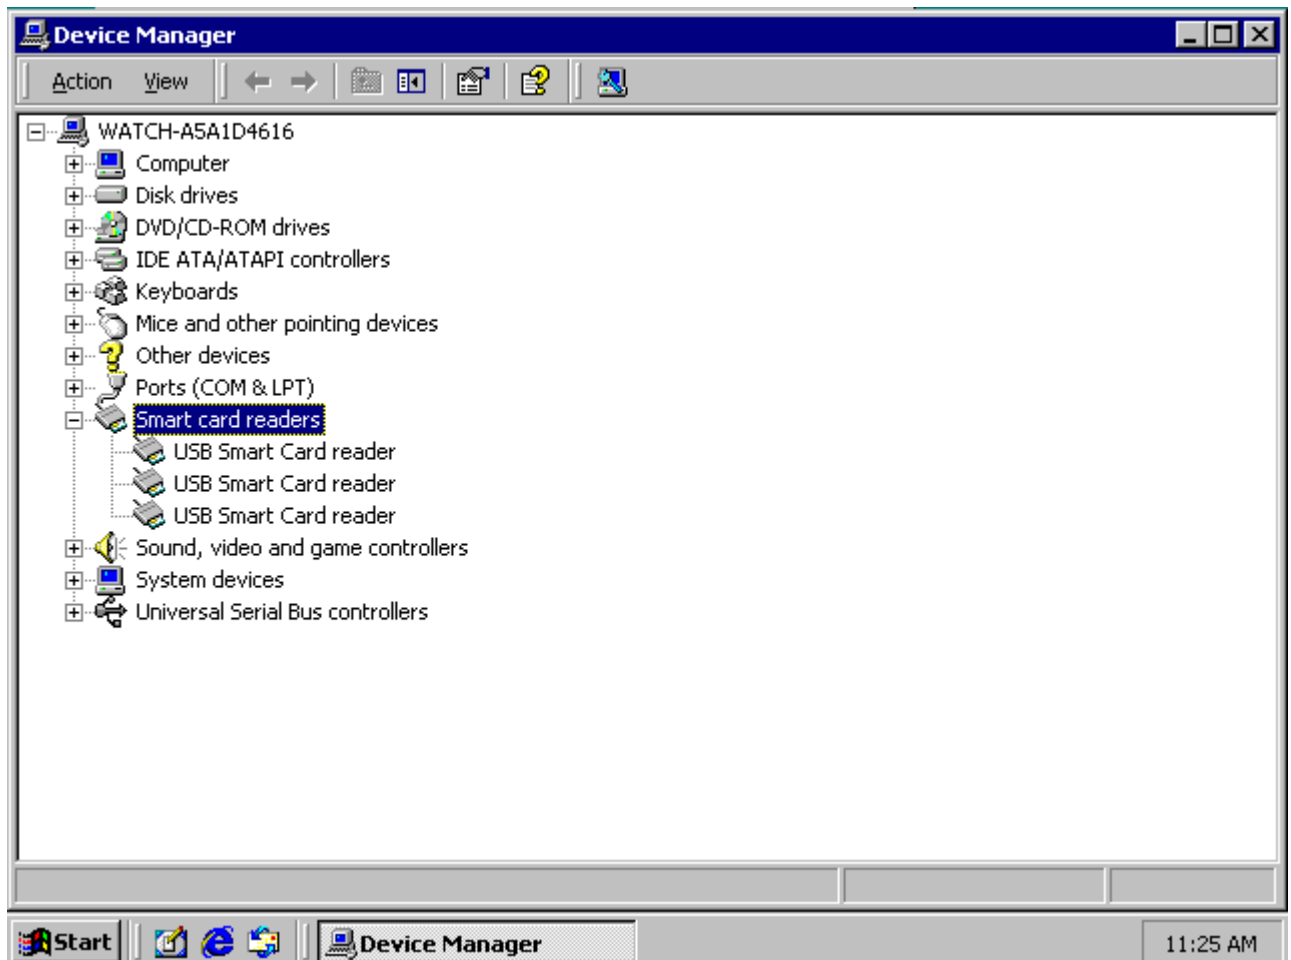 Device Manager
Action View
WATCH-A5A1D4616
Computer
Disk drives
DVD/CD-ROM drives
IDE ATA/ATAPI controllers
Keyboards
Mice and other pointing devices
Other devices
Ports (COM & LPT)
Smart card readers
USB Smart Card reader
USB Smart Card reader
USB Smart Card reader
Sound, video and game controllers
System devices
Universal Serial Bus controllers
Start Device Manager 11:25 AM